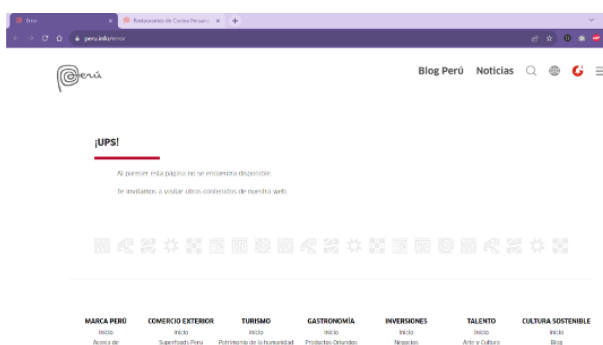 Error
Restaurantes de Cocina Peruana
peru.info/error
Perú
Blog Perú Noticias
¡UPS!
Al parecer esta página no se encuentra disponible.
Te invitamos a visitar otros contenidos de nuestra web.
MARCA PERÚ COMERCIO EXTERIOR TURISMO GASTRONOMÍA INVERSIONES TALENTO CULTURA SOSTENIBLE
Inicio Inicio Inicio Inicio Inicio Inicio Inicio
Acerca de Superfoods Peru Patrimonio de la humanidad Productos Oriundos Negocios Arte y Cultura Blog